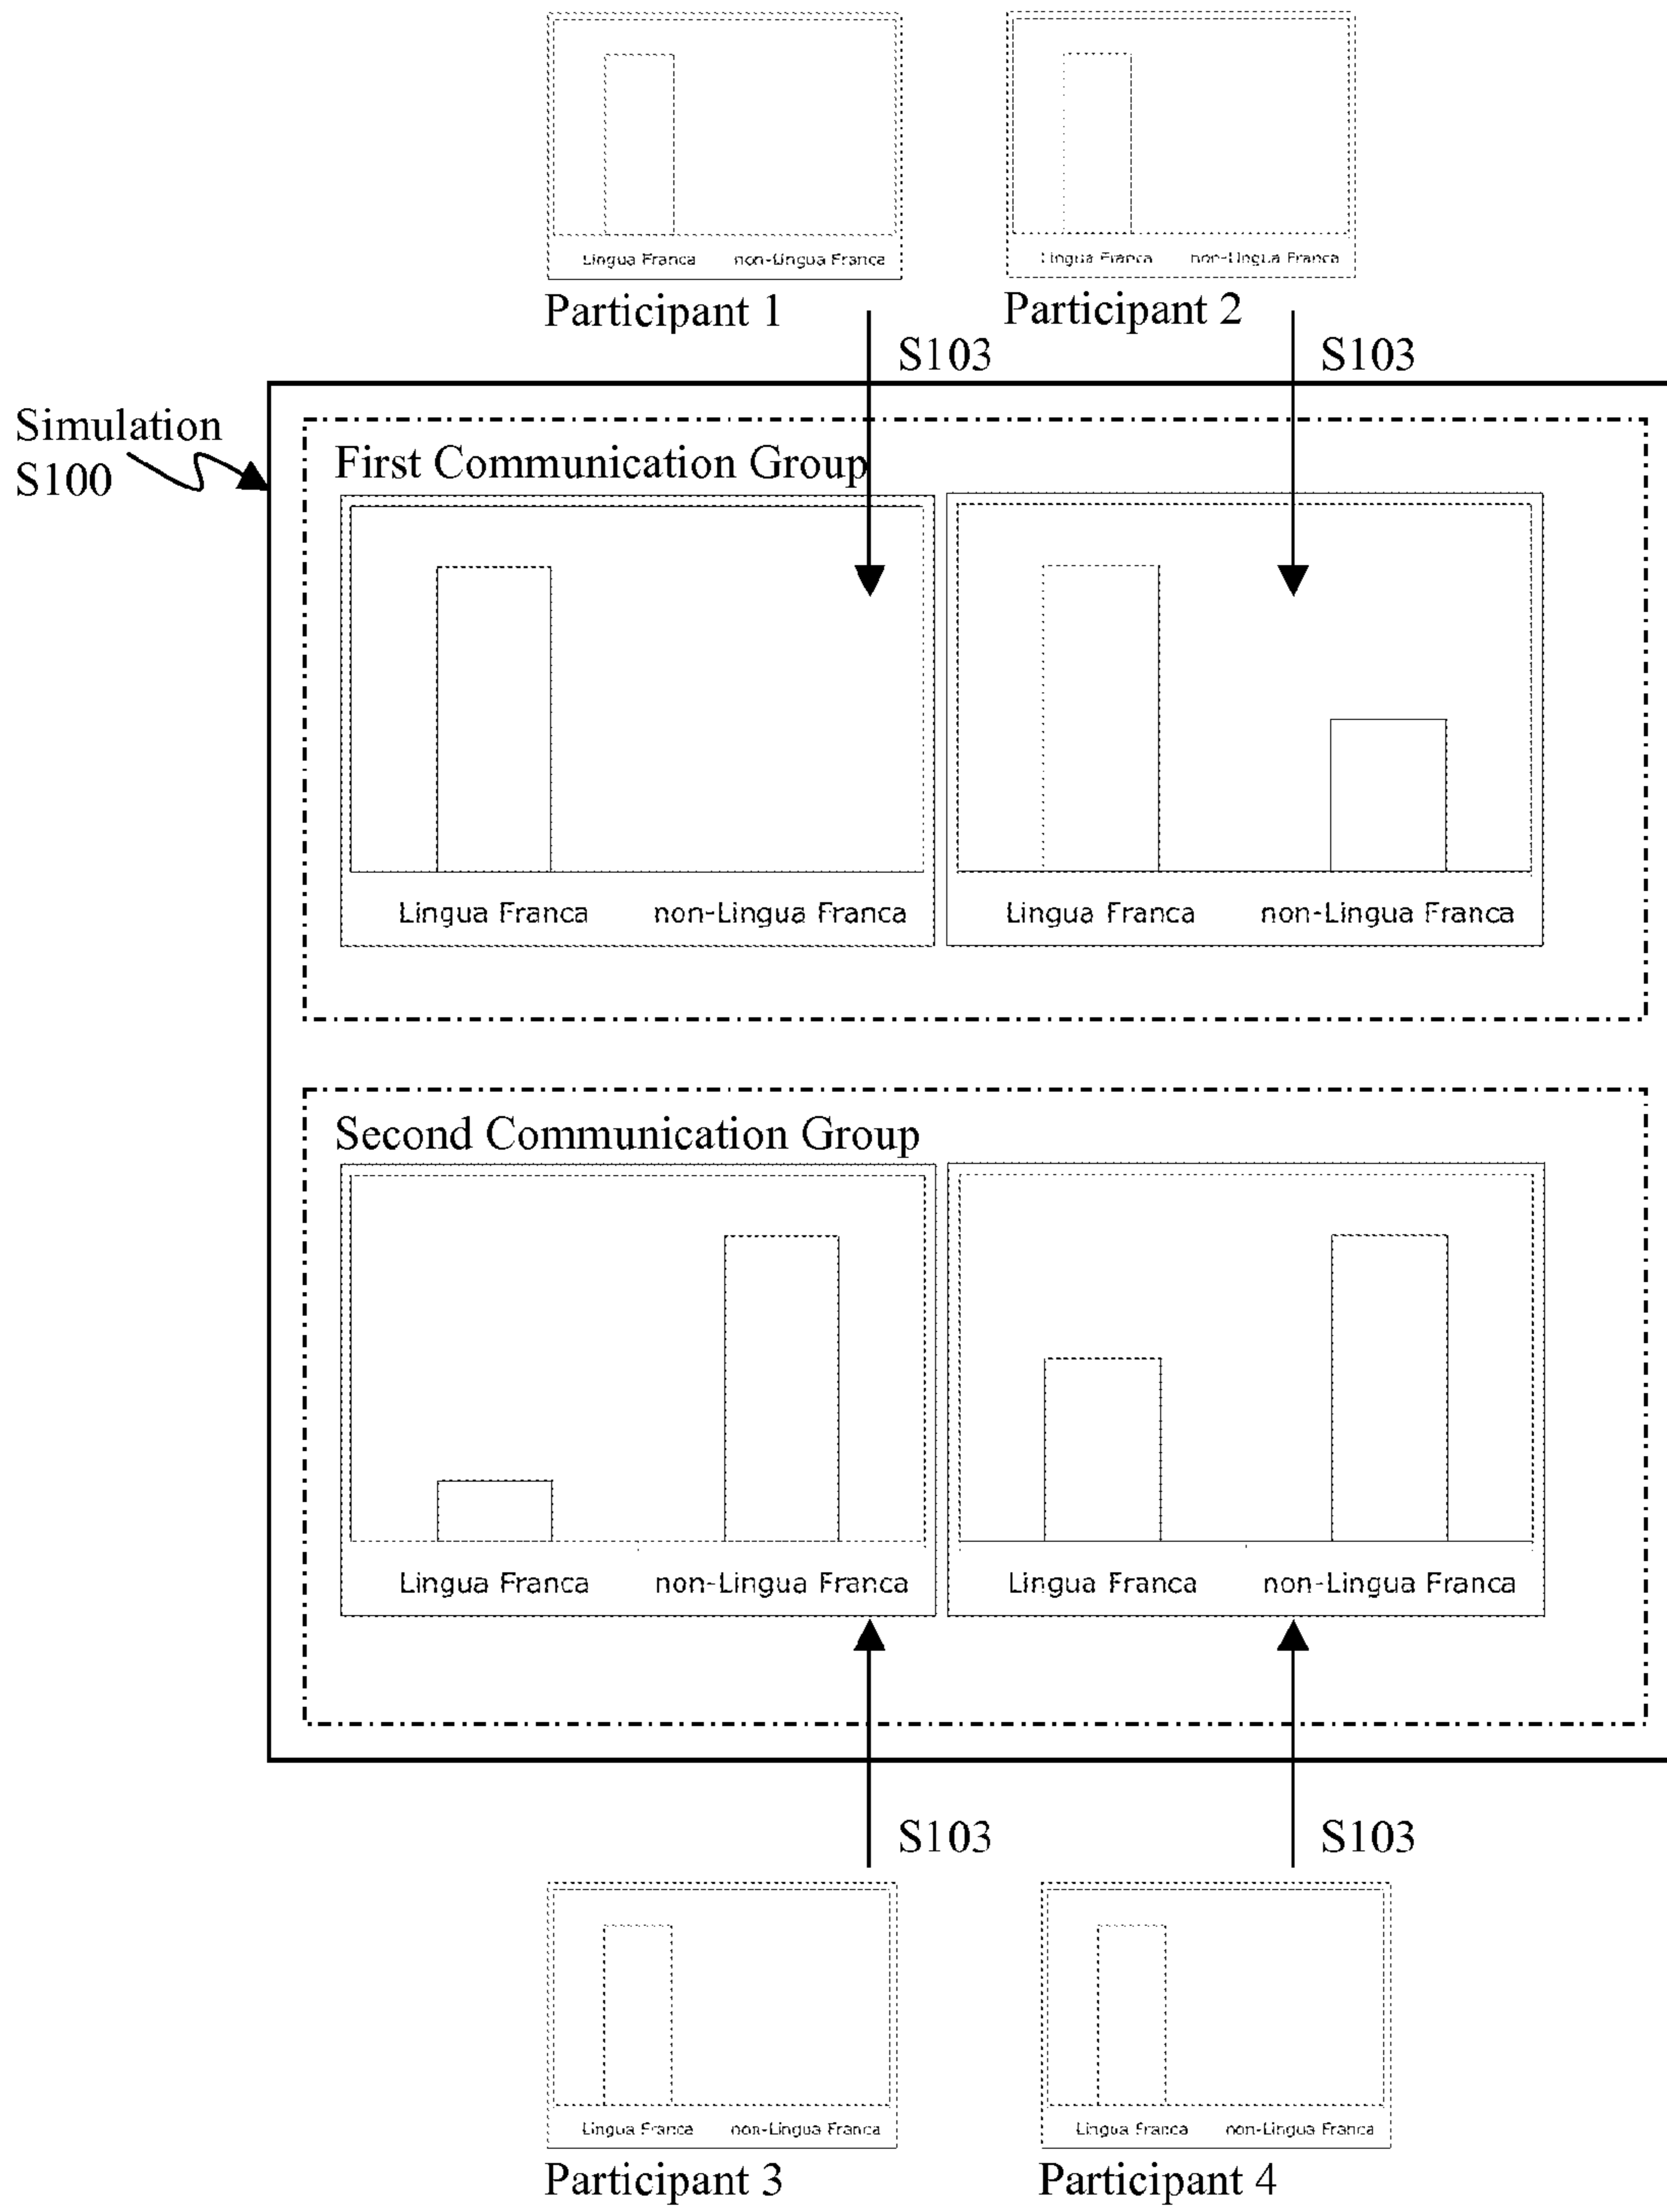 Lingua Franca non-Lingua Franca
Lingua Franca non-Lingua Franca
Participant 1
Participant 2
S103
S103
Simulation
S100
First Communication Group
Lingua Franca non-Lingua Franca
Lingua Franca non-Lingua Franca
Second Communication Group
Lingua Franca non-Lingua Franca
Lingua Franca non-Lingua Franca
S103
S103
Lingua Franca non-Lingua Franca
Lingua Franca non-Lingua Franca
Participant 3
Participant 4